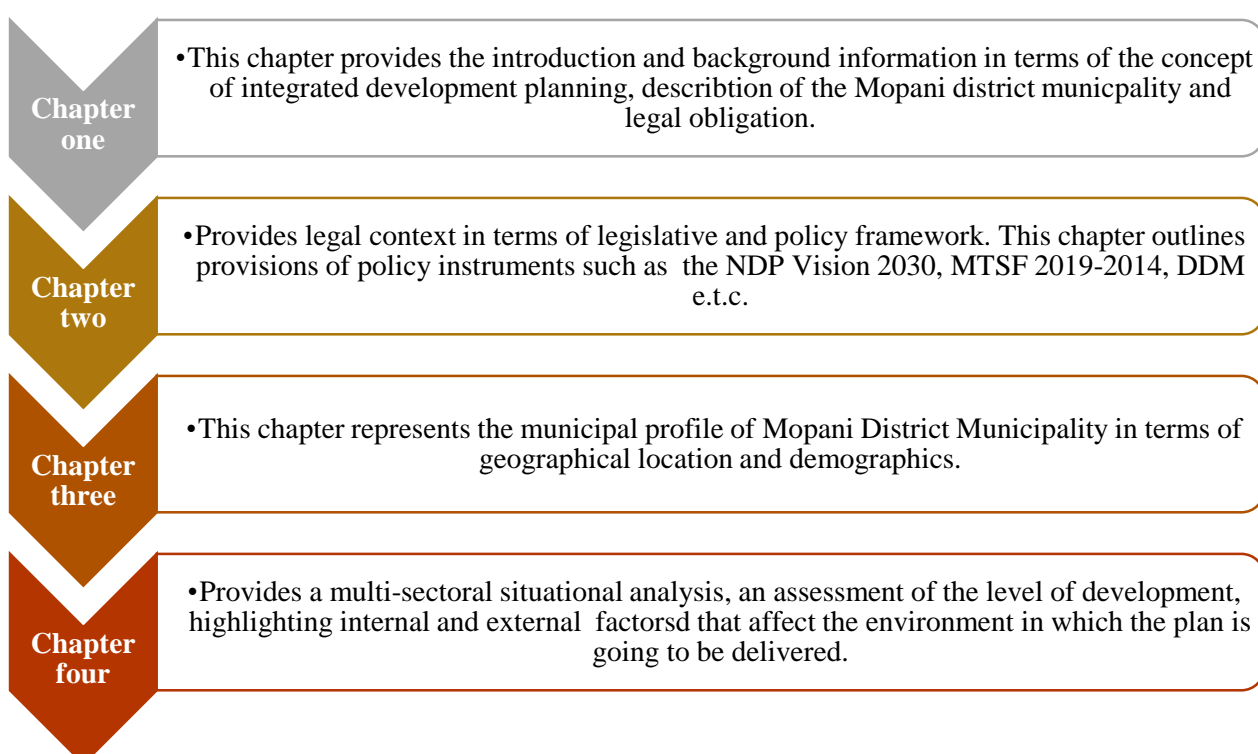 Chapter
one
•This chapter provides the introduction and background information in terms of the concept
of integrated development planning, describtion of the Mopani district municpality and
legal obligation.
Chapter
two
•Provides legal context in terms of legislative and policy framework. This chapter outlines
provisions of policy instruments such as the NDP Vision 2030, MTSF 2019-2014, DDM
e.t.c.
Chapter
three
•This chapter represents the municipal profile of Mopani District Municipality in terms of
geographical location and demographics.
Chapter
four
•Provides a multi-sectoral situational analysis, an assessment of the level of development,
highlighting internal and external factorsd that affect the environment in which the plan is
going to be delivered.